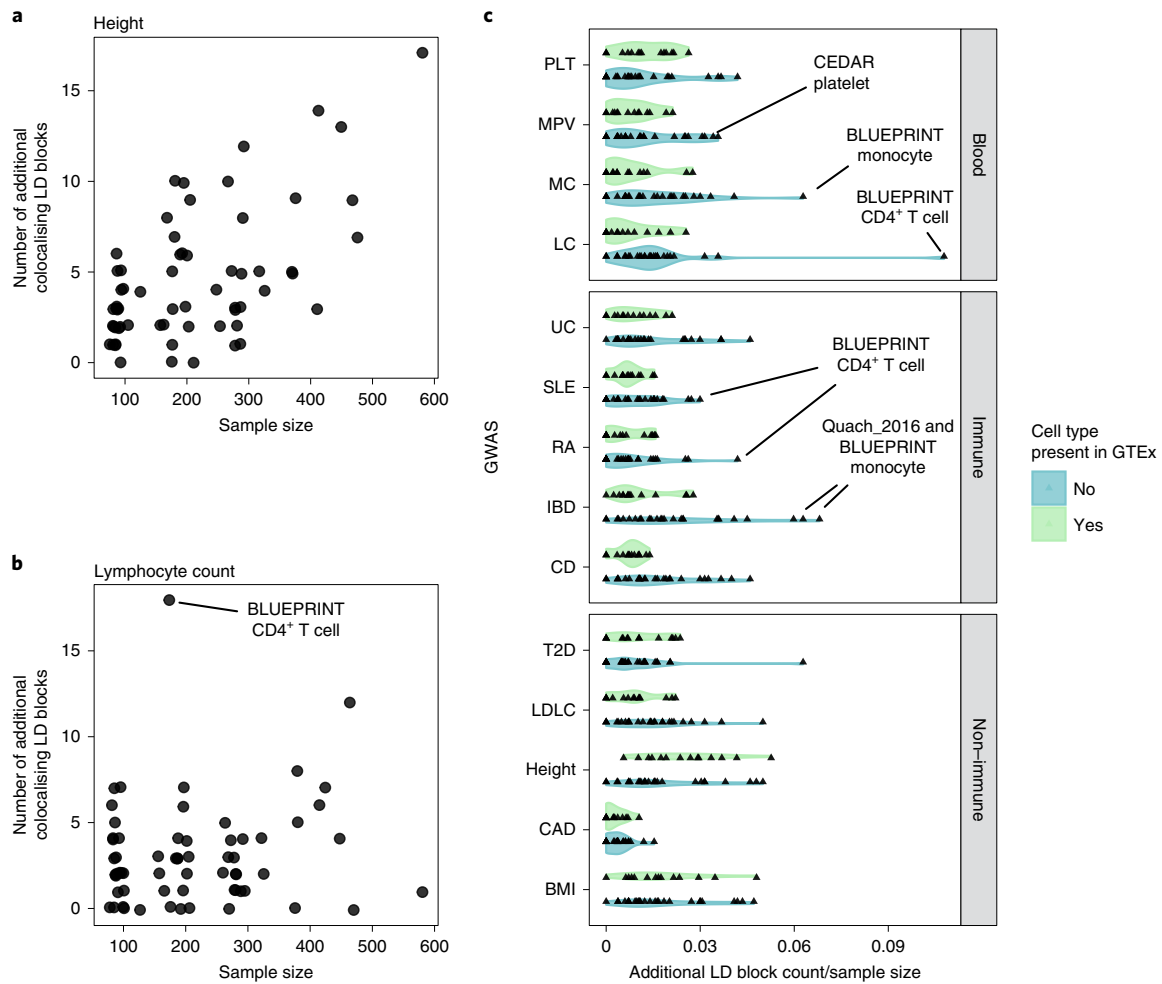 a
Height
Number of additional
colocalising LD blocks
15
10
5
0
100
200
300
400
500
600
Sample size
b
Lymphocyte count
BLUEPRINT
CD4+ T cell
Number of additional
colocalising LD blocks
15
10
5
0
100
200
300
400
500
600
Sample size
c
GWAS
PLT
MPV
MC
LC
CEDAR
platelet
BLUEPRINT
monocyte
BLUEPRINT
CD4+ T cell
Blood
UC
SLE
RA
IBD
CD
BLUEPRINT
CD4+ T cell
Quach_2016 and
BLUEPRINT
monocyte
Immune
T2D
LDLC
Height
CAD
BMI
Non–immune
0
0.03
0.06
0.09
Additional LD block count/sample size
Cell type
present in GTEx
No
Yes